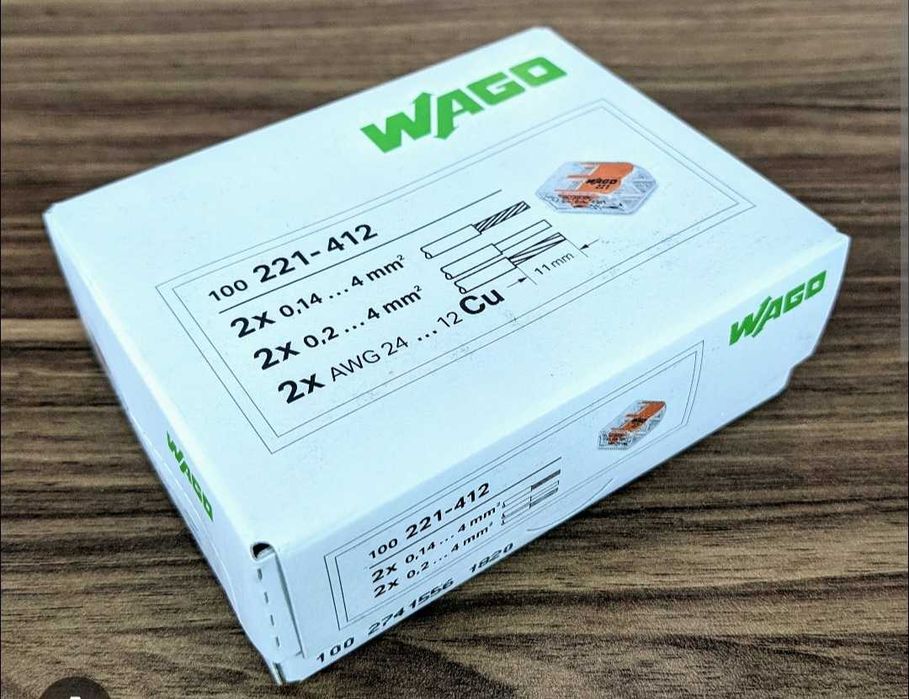 WAGO
WAGO
221
100 221-412
2x 0,14 ... 4 mm²
2x 0,2 ... 4 mm²
2x AWG 24 ... 12 Cu
11 mm
WAGO
WAGO
100 221-412
2x 0,14 ... 4 mm²
2x 0,2 ... 4 mm²
100 2741556 1820